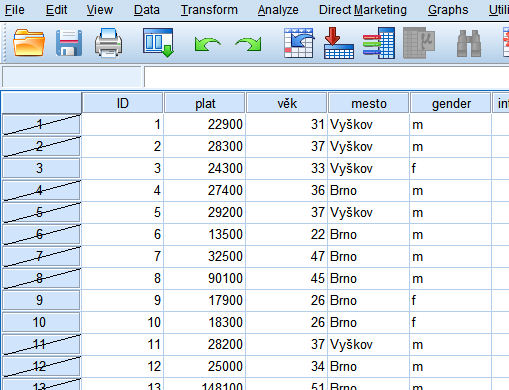 File Edit View Data Transform Analyze Direct Marketing Graphs Utili
ID plat věk mesto gender int
1 1 22900 31 Vyškov m
2 2 28300 37 Vyškov m
3 3 24300 33 Vyškov f
4 4 27400 36 Brno m
5 5 29200 37 Vyškov m
6 6 13500 22 Brno m
7 7 32500 47 Brno m
8 8 90100 45 Brno m
9 9 17900 26 Brno f
10 10 18300 26 Brno f
11 11 28200 37 Vyškov m
12 12 25000 34 Brno m
13 13 148100 51 Brno m